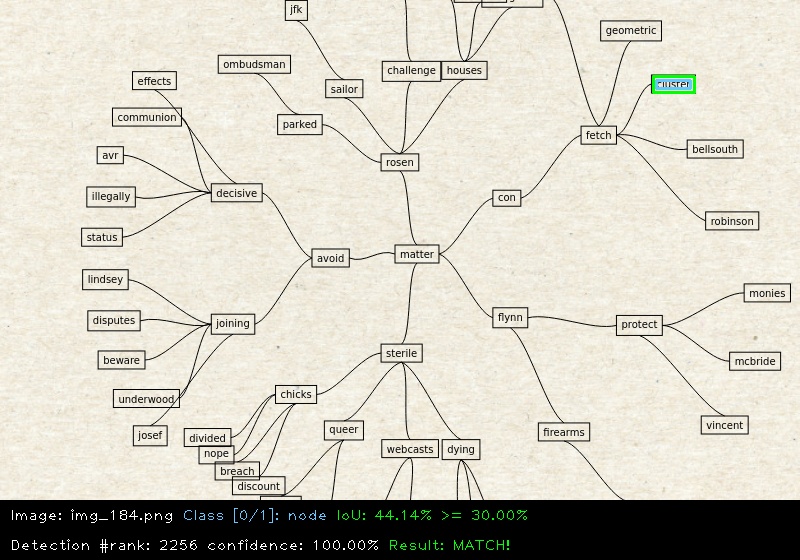 jfk
geometric
ombudsman
challenge
houses
effects
sailor
cluster
communion
parked
fetch
bellsouth
avr
rosen
illegally
decisive
con
robinson
status
avoid
matter
lindsey
monies
disputes
joining
flynn
protect
beware
sterile
mcbride
underwood
chicks
josef
divided
queer
firearms
vincent
nope
webcasts
dying
breach
discount
Image: img_184.png Class [0/1]: node IoU: 44.14% >= 30.00%
Detection #rank: 2256 confidence: 100.00% Result: MATCH!